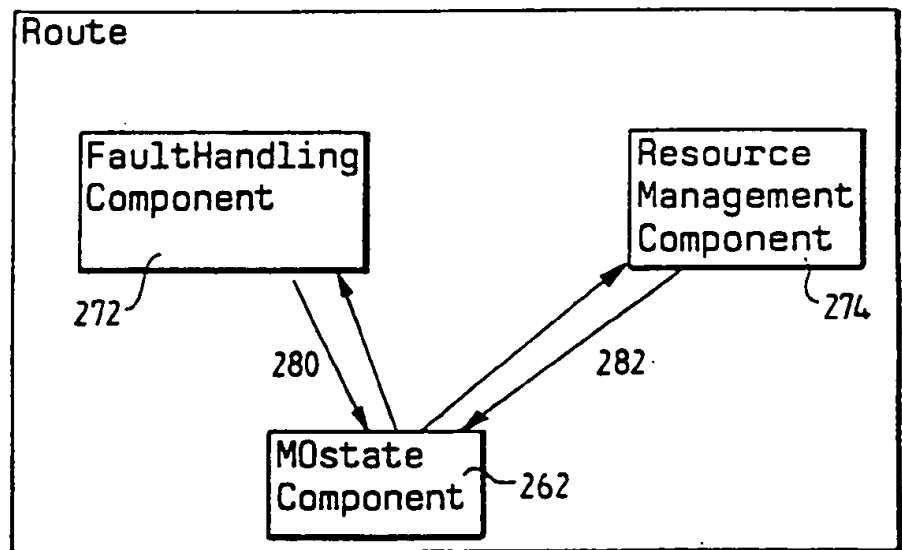 Route
FaultHandling
Component
272
Resource
Management
Component
274
280
282
MOstate
Component
262